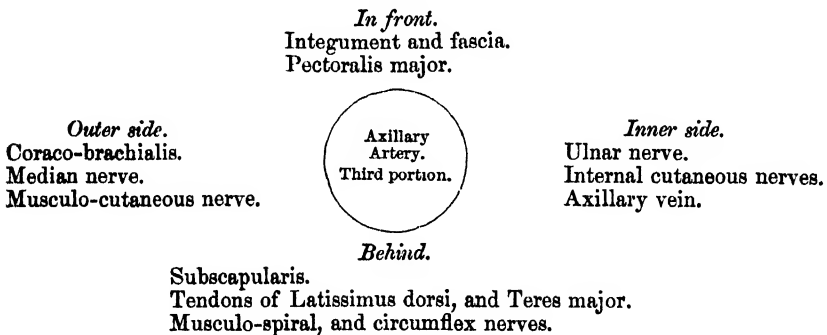 In front.
Integument and fascia.
Pectoralis major.
Outer side.
Coraco-brachialis.
Median nerve.
Musculo-cutaneous nerve.
Axillary
Artery.
Third portion.
Inner side.
Ulnar nerve.
Internal cutaneous nerves.
Axillary vein.
Behind.
Subscapularis.
Tendons of Latissimus dorsi, and Teres major.
Musculo-spiral, and circumflex nerves.